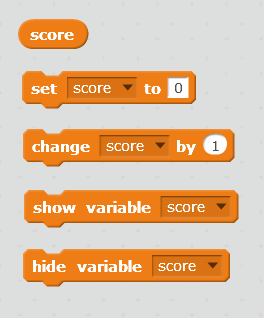 score
set score to 0
change score by 1
show variable score
hide variable score